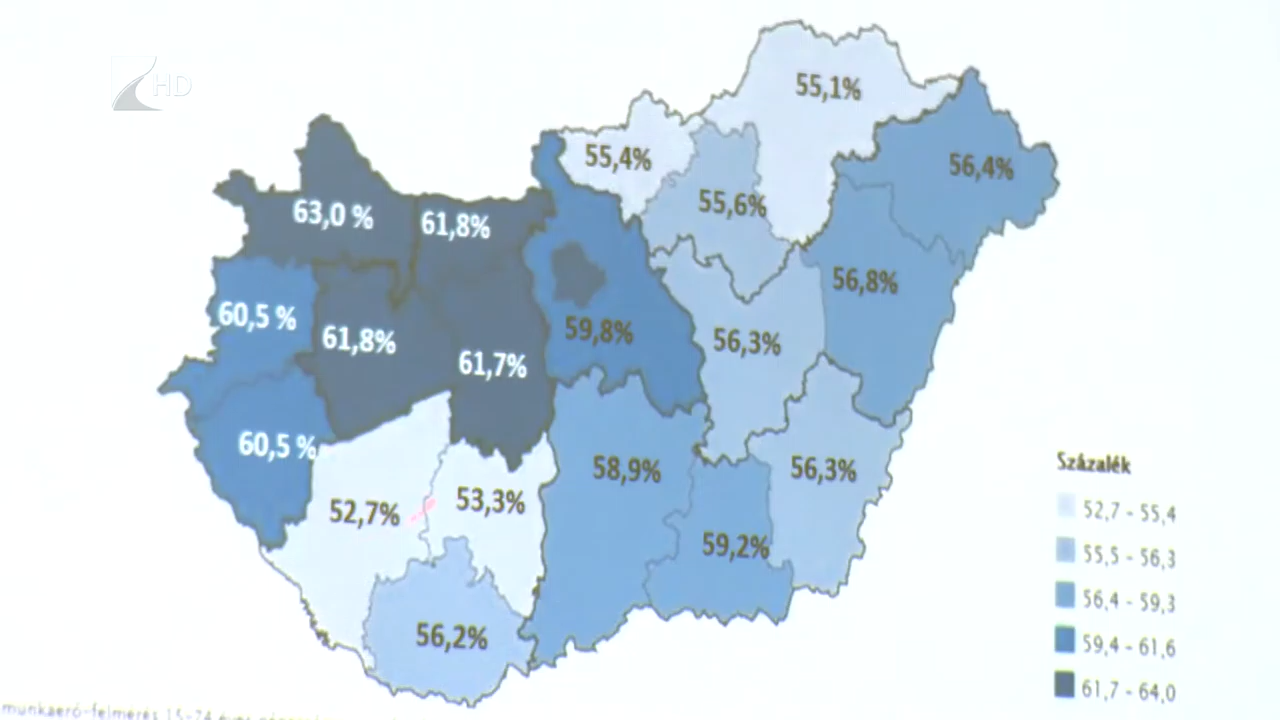 HD
55,1%
55,4%
56,4%
55,6%
63,0 %
61,8%
56,8%
60,5 %
59,8%
61,8%
56,3%
61,7%
60,5 %
58,9%
56,3%
52,7%
53,3%
59,2%
56,2%
Százalék
52,7 - 55,4
55,5 - 56,3
56,4 - 59,3
59,4 - 61,6
61,7 - 64,0
munkaerő-felmérés 15-74 éves